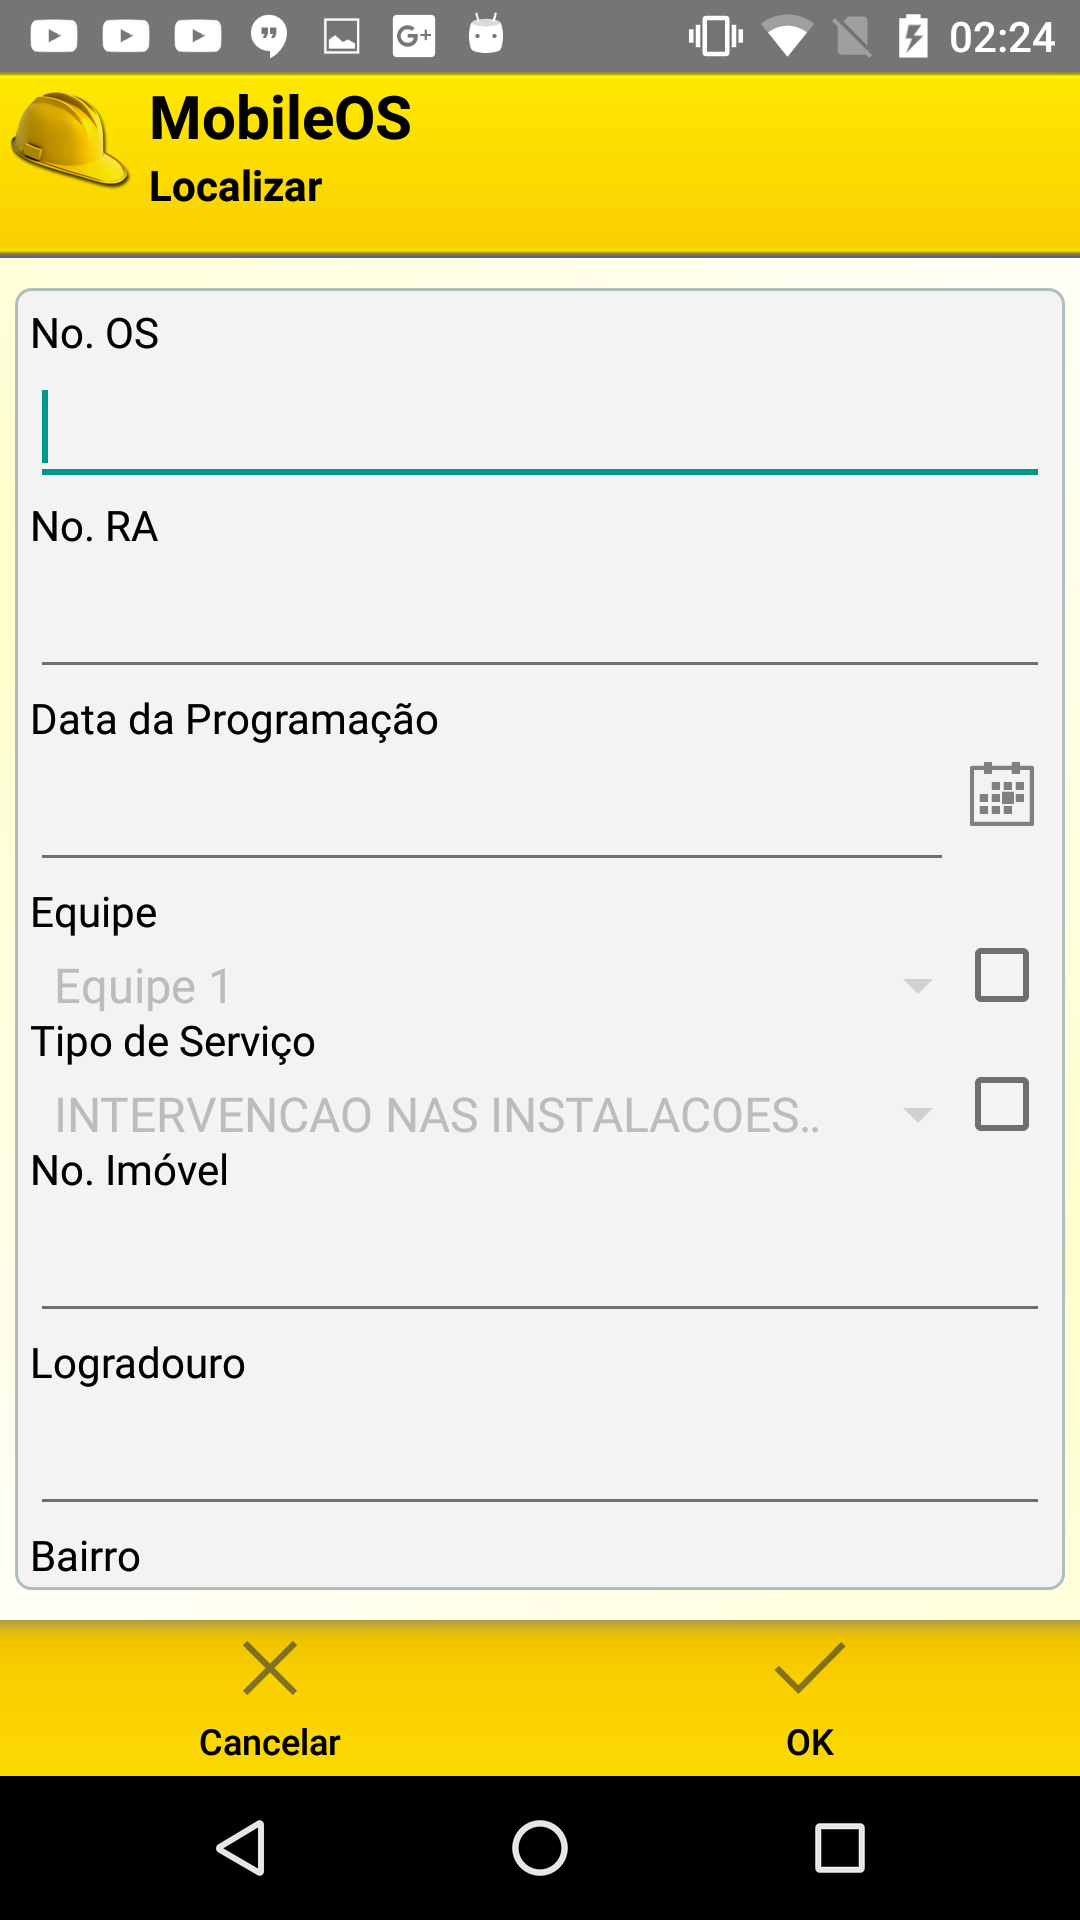 02:24
MobileOS
Localizar
No. OS
No. RA
Data da Programação
Equipe
Equipe 1
Tipo de Serviço
INTERVENCAO NAS INSTALACOES..
No. Imóvel
Logradouro
Bairro
Cancelar
OK